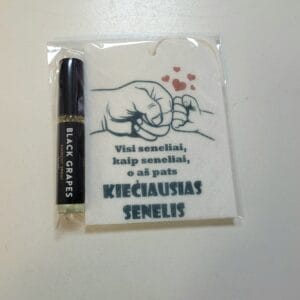 BLACK GRAPES
Visi seneliai,
kaip seneliai,
o aš pats
KIEČIAUSIAS
SENELIS